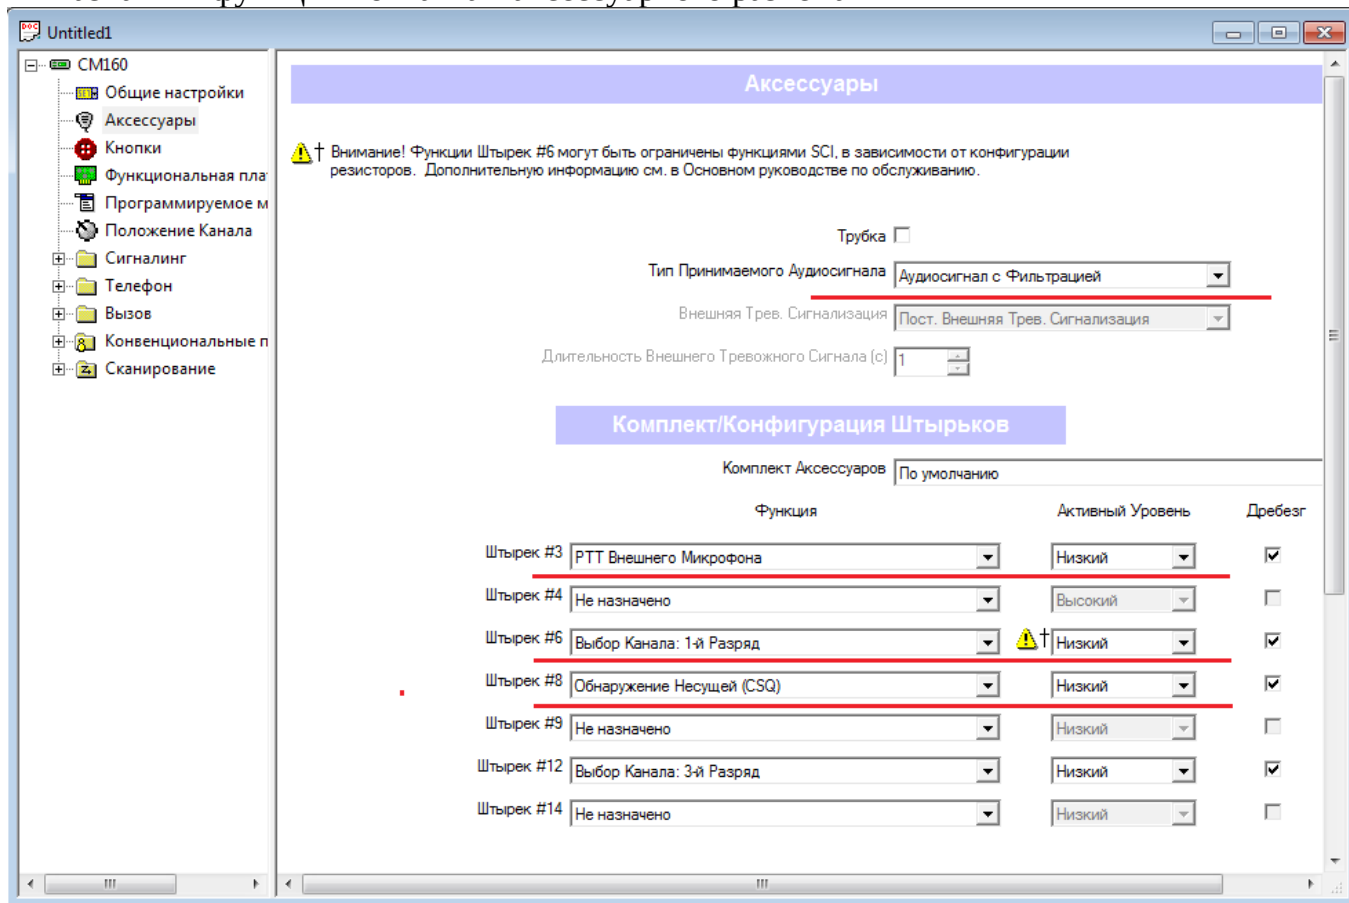 Untitled1
CM160
Общие настройки
Аксессуары
Кнопки
Функциональная пла
Программируемое м
Положение Канала
Сигналинг
Телефон
Вызов
Конвенциональные п
Сканирование
Аксессуары
Внимание! Функции Штырек #6 могут быть ограничены функциями SCI, в зависимости от конфигурации
резисторов. Дополнительную информацию см. в Основном руководстве по обслуживанию.
Трубка
Тип Принимаемого Аудиосигнала Аудиосигнал с Фильтрацией
Внешняя Трев. Сигнализация Пост. Внешняя Трев. Сигнализация
Длительность Внешнего Тревожного Сигнала (с) 1
Комплект/Конфигурация Штырьков
Комплект Аксессуаров По умолчанию
Функция Активный Уровень Дребезг
Штырек #3 PTT Внешнего Микрофона Низкий
Штырек #4 Не назначено Высокий
Штырек #6 Выбор Канала: 1-й Разряд † Низкий
Штырек #8 Обнаружение Несущей (CSQ) Низкий
Штырек #9 Не назначено Низкий
Штырек #12 Выбор Канала: 3-й Разряд Низкий
Штырек #14 Не назначено Низкий